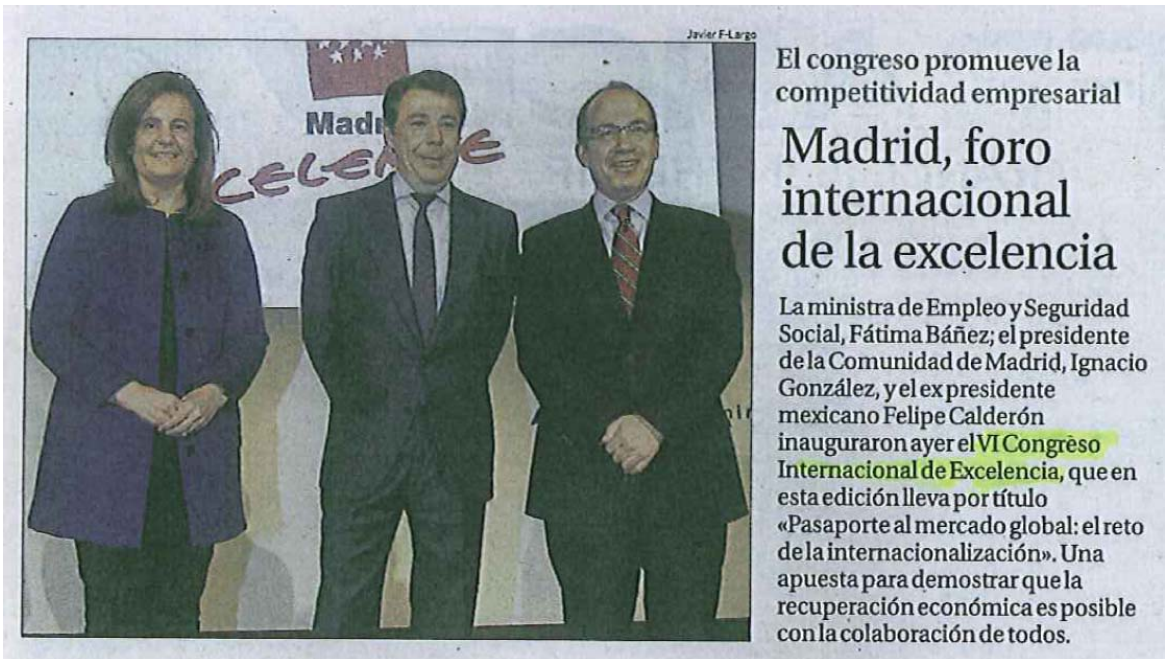 Javier F-Largo
Madr
CELENTE
El congreso promueve la
competitividad empresarial
Madrid, foro
internacional
de la excelencia
La ministra de Empleo y Seguridad
Social, Fátima Báñez; el presidente
de la Comunidad de Madrid, Ignacio
González, y el ex presidente
mexicano Felipe Calderón
inauguraron ayer el VI Congreso
Internacional de Excelencia, que en
esta edición lleva por título
«Pasaporte al mercado global: el reto
de la internacionalización». Una
apuesta para demostrar que la
recuperación económica es posible
con la colaboración de todos.